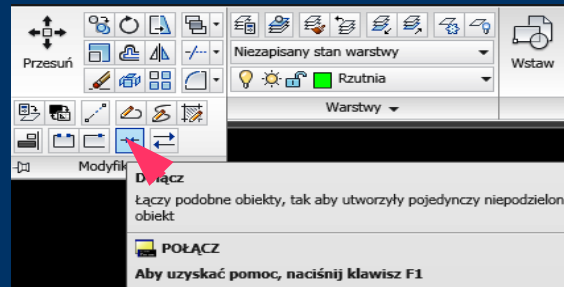 Przesuń
Niezapisany stan warstwy
Rzutnia
Warstwy
Wstaw
Modyfik
Łączy podobne obiekty, tak aby utworzyły pojedynczy niepodzielon
obiekt
POŁĄCZ
Aby uzyskać pomoc, naciśnij klawisz F1